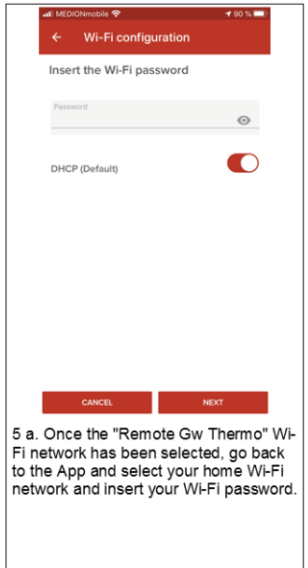 MEDIONmobile 90 %
Wi-Fi configuration
Insert the Wi-Fi password
Password
DHCP (Default)
CANCEL NEXT
5 a. Once the "Remote Gw Thermo" Wi-
Fi network has been selected, go back
to the App and select your home Wi-Fi
network and insert your Wi-Fi password.